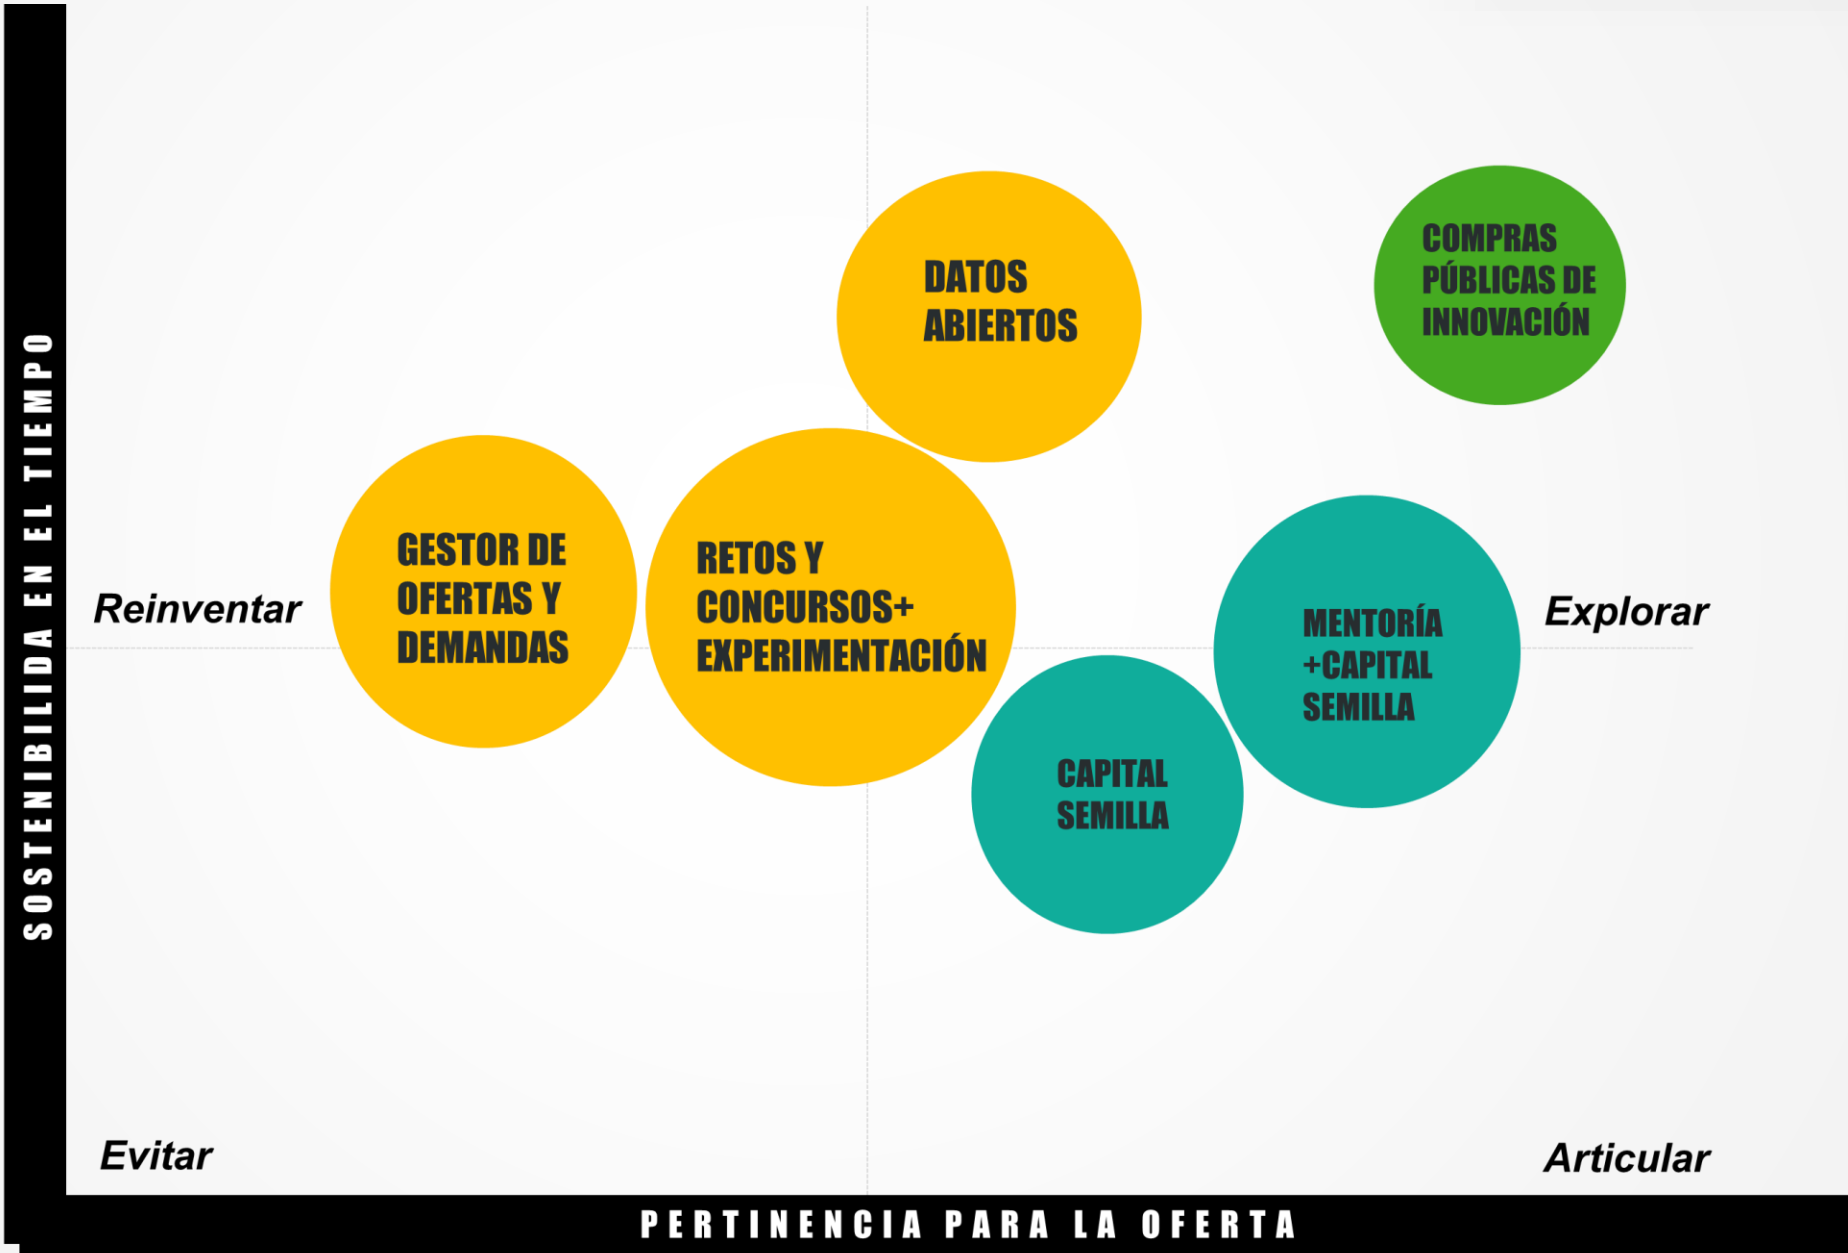 SOSTENIBILIDA EN EL TIEMPO
DATOS
ABIERTOS
COMPRAS
PÚBLICAS DE
INNOVACIÓN
GESTOR DE
OFERTAS Y
DEMANDAS
RETOS Y
CONCURSOS+
EXPERIMENTACIÓN
Reinventar
Explorar
MENTORÍA
+CAPITAL
SEMILLA
CAPITAL
SEMILLA
Evitar
Articular
PERTINENCIA PARA LA OFERTA